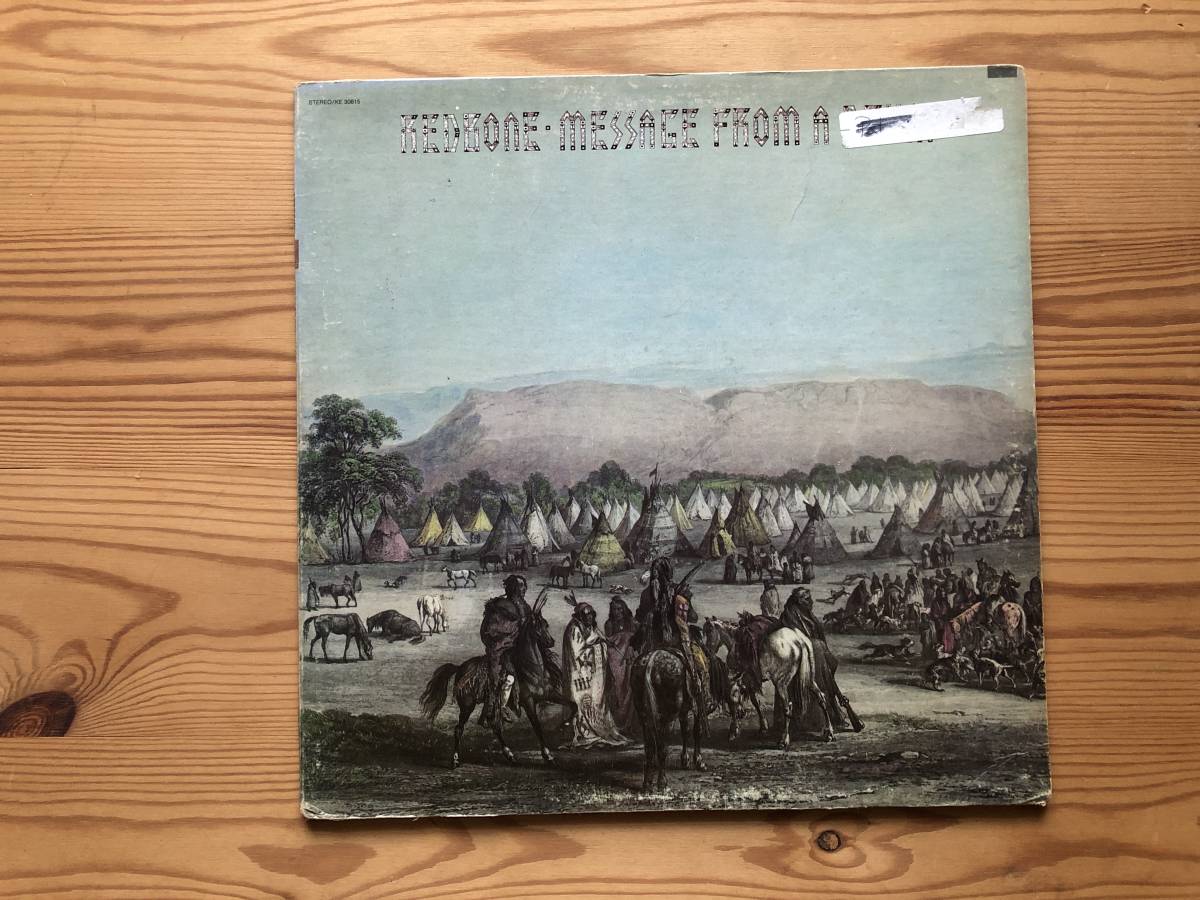 STEREO/KE 30815
REDBONE · MESSAGE FROM A